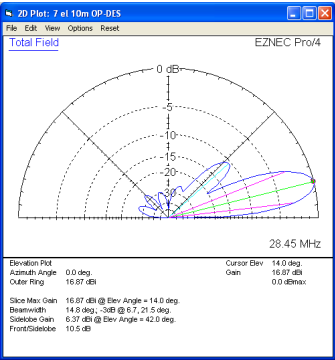 2D Plot: 7 el 10m OP-DES
File Edit View Options Reset
Total Field EZNEC Pro/4
0 dB
-5
-10
-15
-20
-30
28.45 MHz
Elevation Plot Cursor Elev 14.0 deg.
Azimuth Angle 0.0 deg. Gain 16.87 dBi
Outer Ring 16.87 dBi 0.0 dBmax
Slice Max Gain 16.87 dBi @ Elev Angle = 14.0 deg.
Beamwidth 14.8 deg.; -3dB @ 6.7, 21.5 deg.
Sidelobe Gain 6.37 dBi @ Elev Angle = 42.0 deg.
Front/Sidelobe 10.5 dB